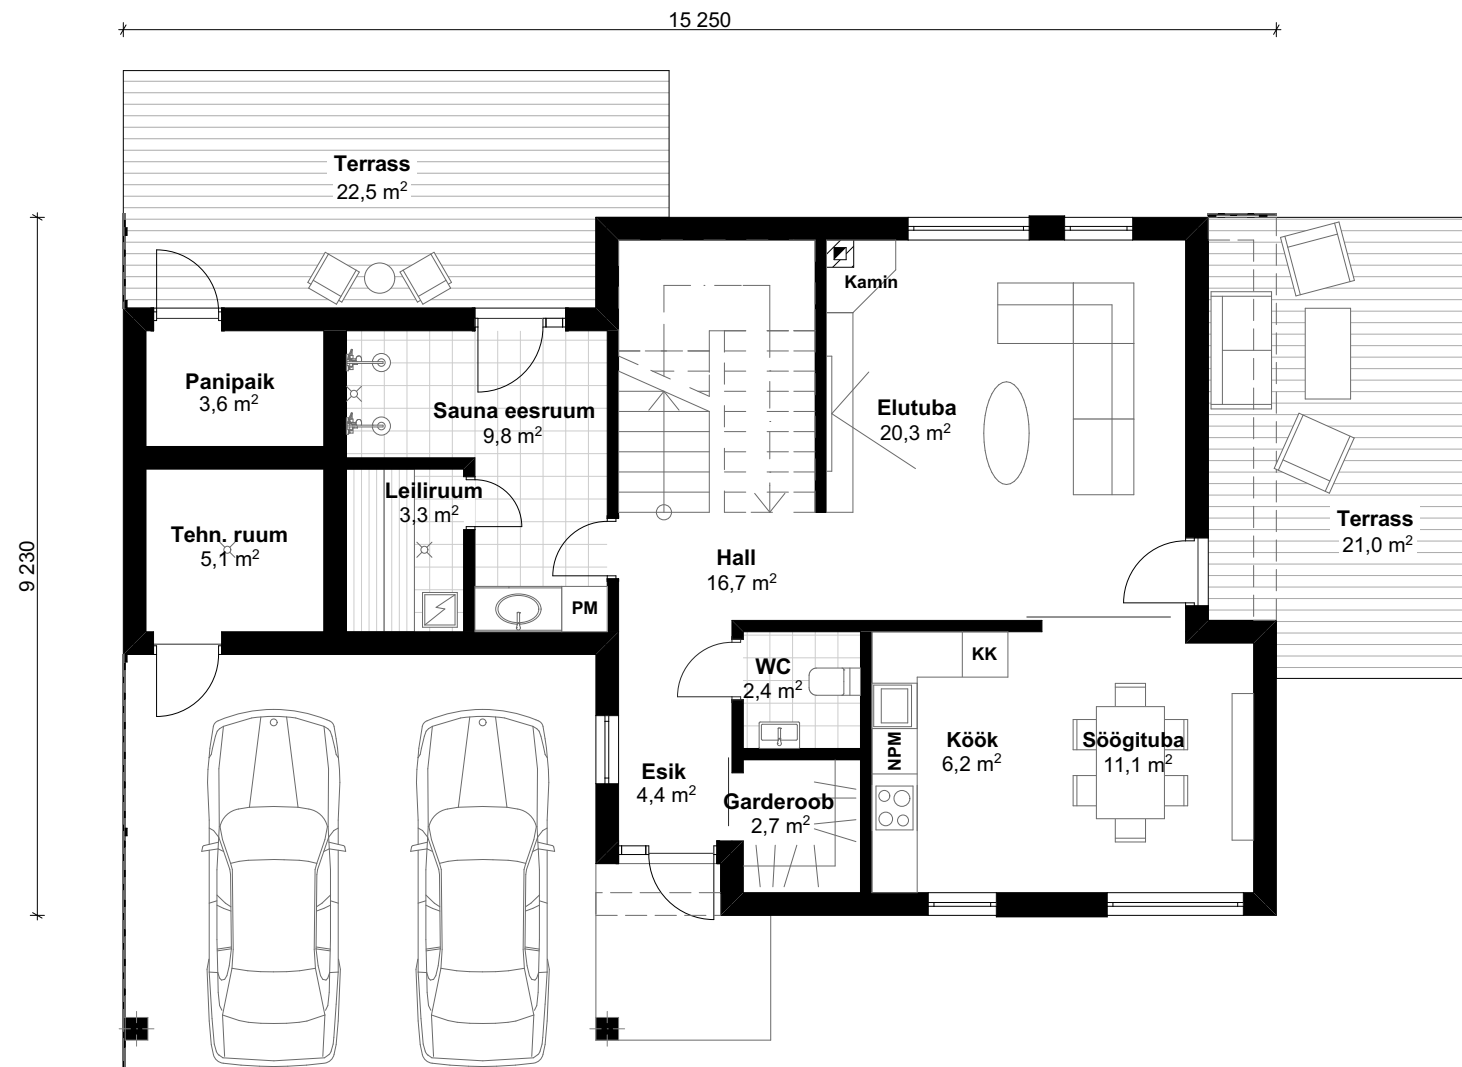 15 250
Terrass
22,5 m²
9 230
Kamin
Panipaik
3,6 m²
Sauna eesruum
9,8 m²
Elutuba
20,3 m²
Leiliruum
3,3 m²
Tehn. ruum
5,1 m²
Terrass
21,0 m²
Hall
16,7 m²
PM
WC
2,4 m²
KK
NPM
Köök
6,2 m²
Söögituba
11,1 m²
Esik
4,4 m²
Garderoob
2,7 m²